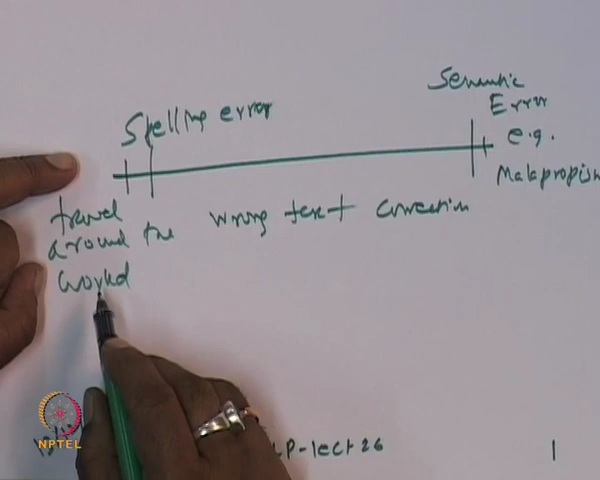 Semantic
Error
Spelling error
e.g.
Malapropism
travel
around the
wrong text correction
world
NPTEL
P-lect 26
1